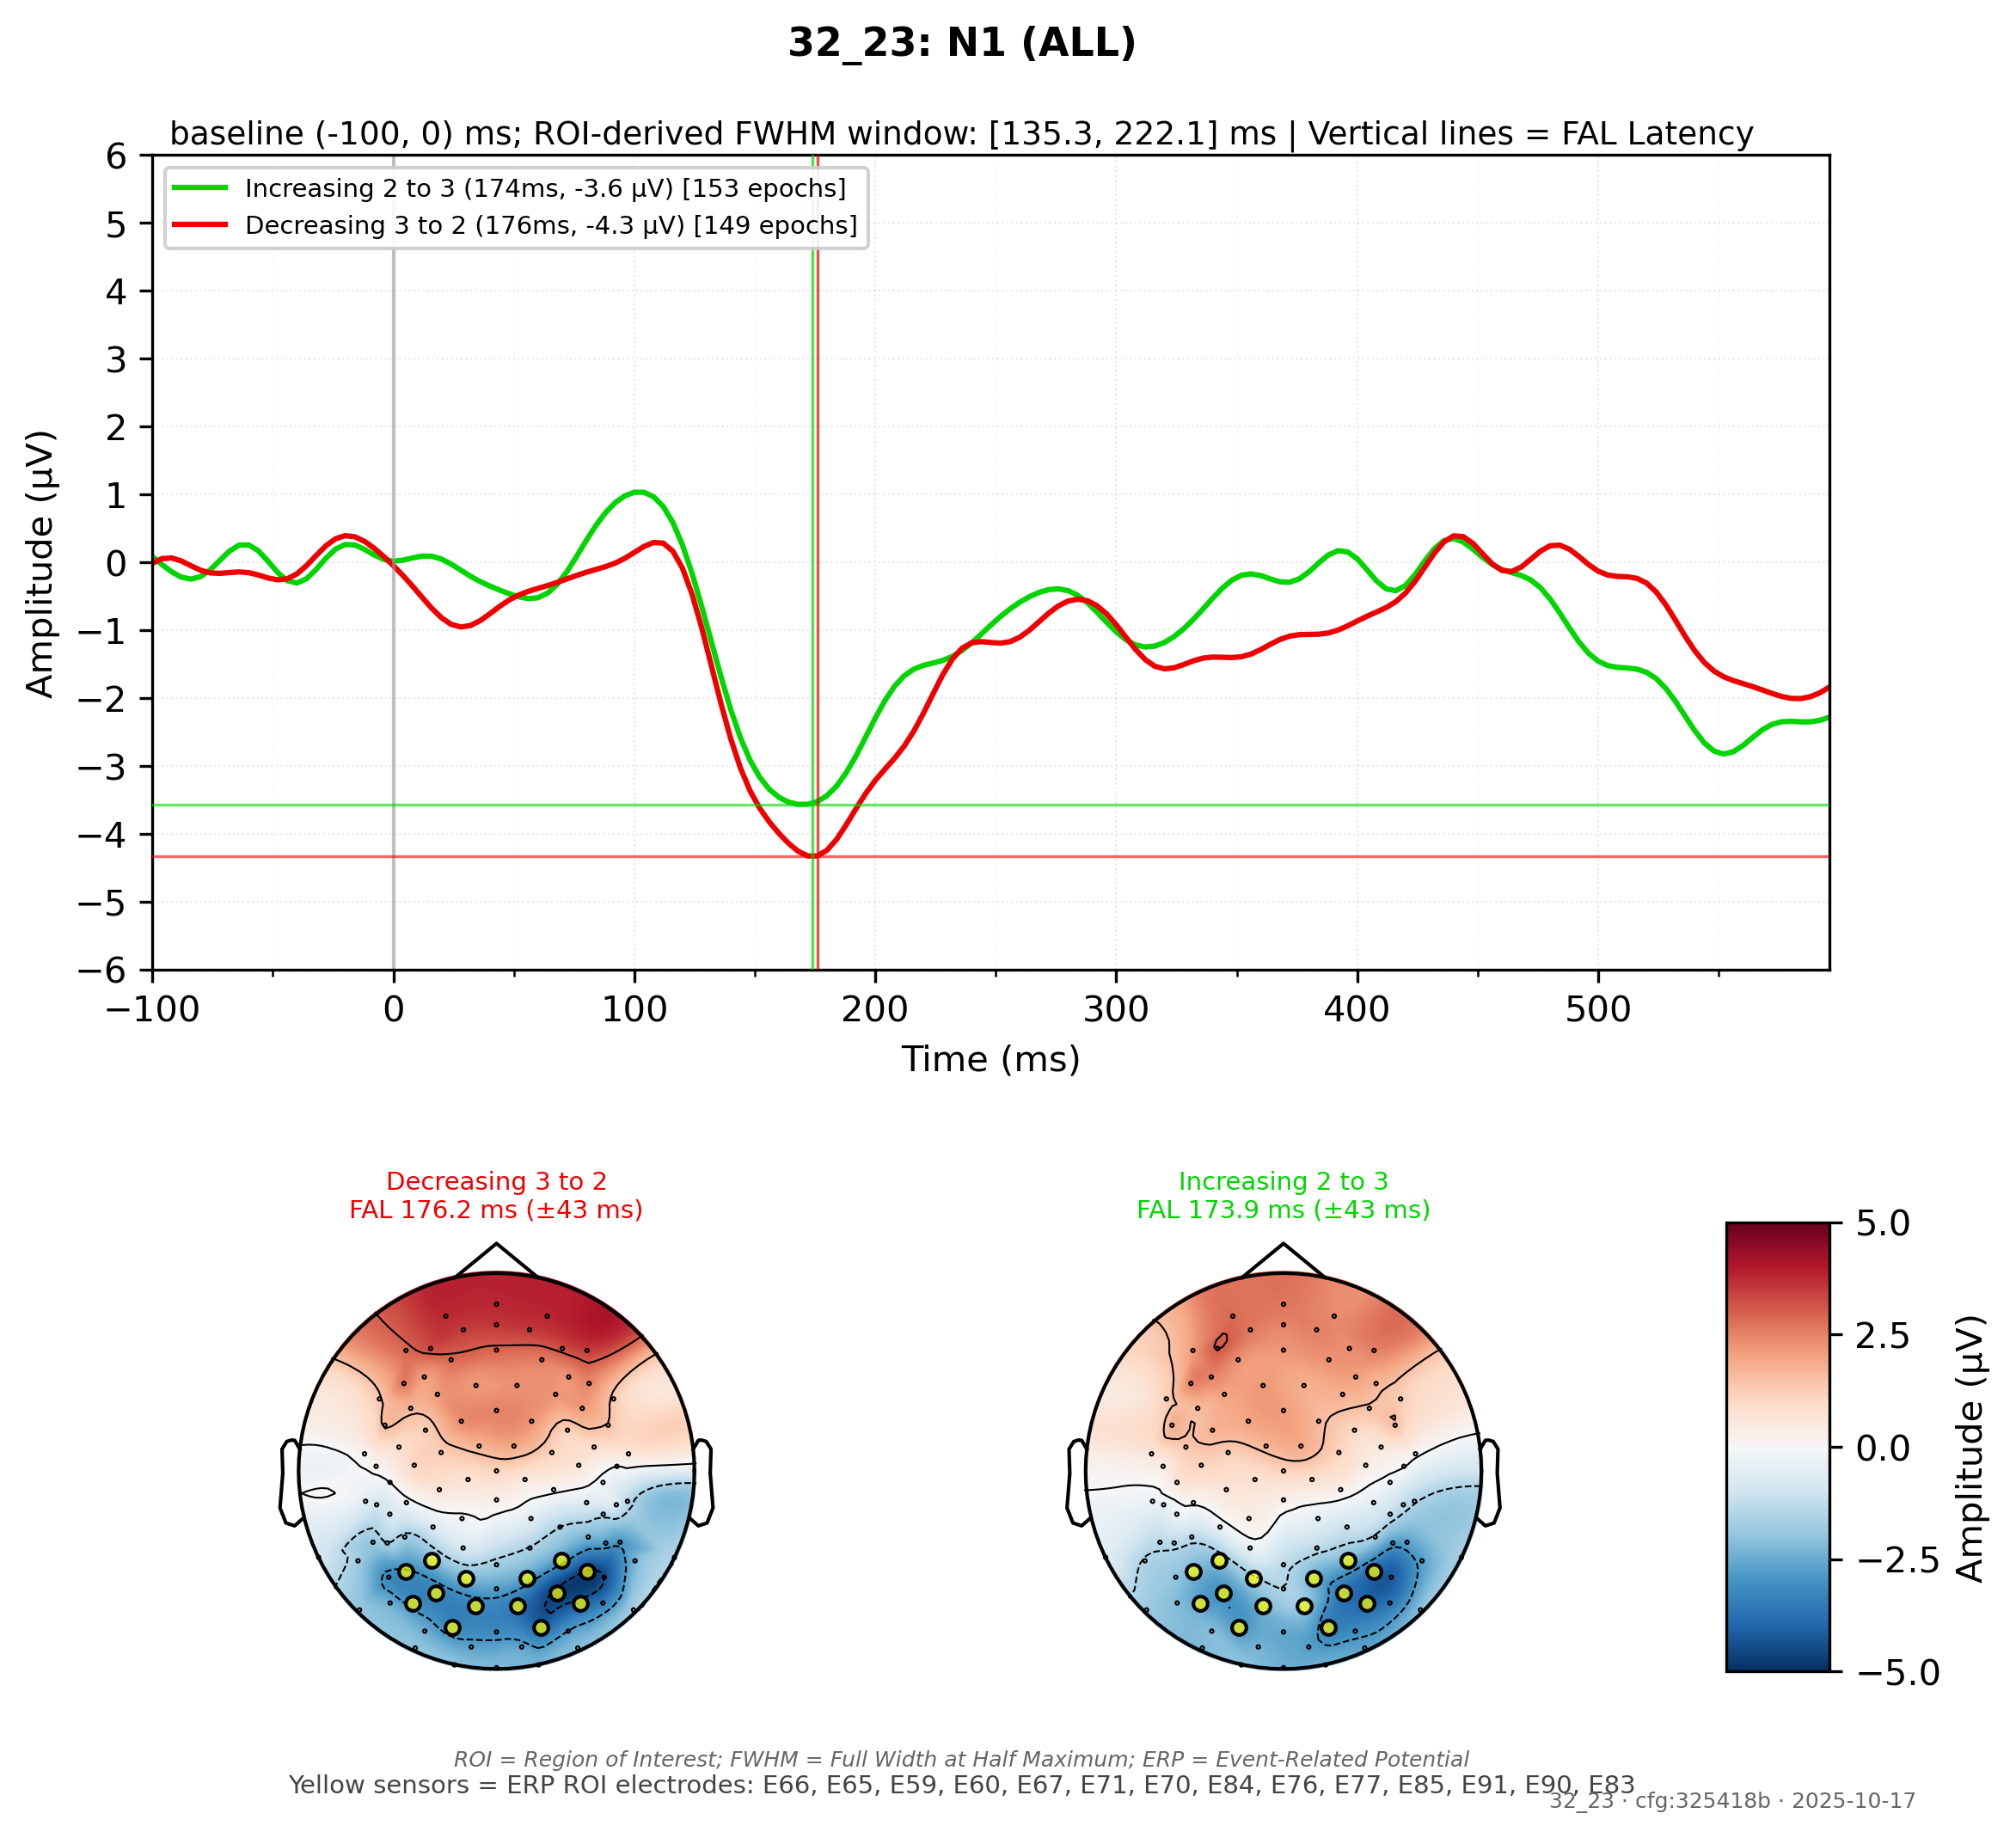 32_23: N1 (ALL)
baseline (-100, 0) ms; ROI-derived FWHM window: [135.3, 222.1] ms | Vertical lines = FAL Latency
Increasing 2 to 3 (174ms, -3.6 µV) [153 epochs]
Decreasing 3 to 2 (176ms, -4.3 µV) [149 epochs]
6
5
4
3
2
1
0
−1
−2
−3
−4
−5
−6
Amplitude (µV)
−100 0 100 200 300 400 500
Time (ms)
Decreasing 3 to 2
FAL 176.2 ms (±43 ms)
Increasing 2 to 3
FAL 173.9 ms (±43 ms)
5.0
2.5
0.0
−2.5
−5.0
Amplitude (µV)
ROI = Region of Interest; FWHM = Full Width at Half Maximum; ERP = Event-Related Potential
Yellow sensors = ERP ROI electrodes: E66, E65, E59, E60, E67, E71, E70, E84, E76, E77, E85, E91, E90, E83
32_23 · cfg:325418b · 2025-10-17